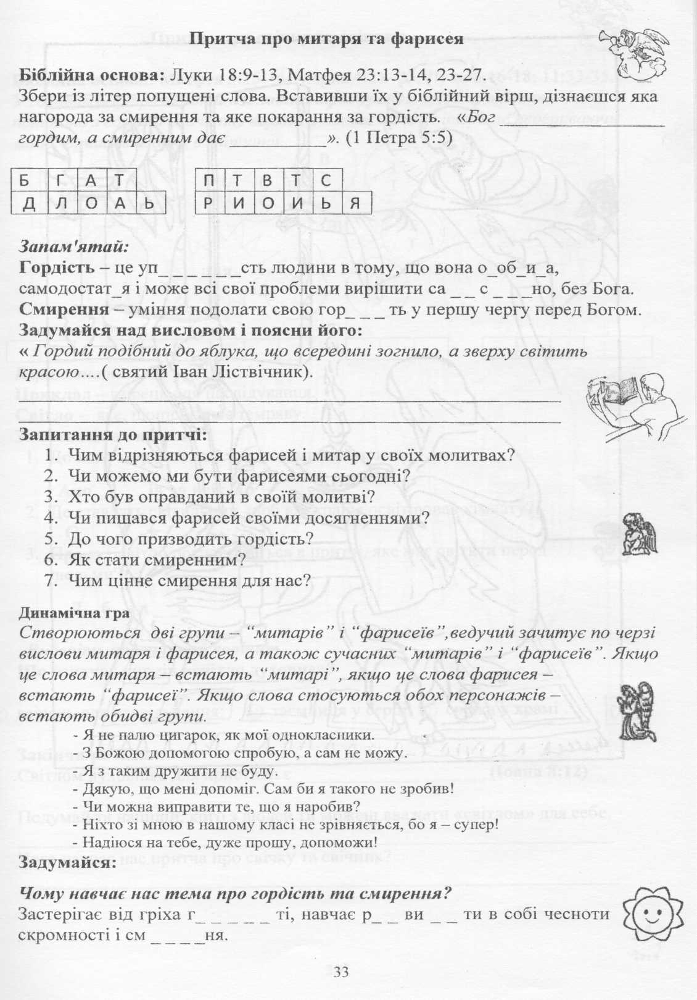 Притча про митаря та фарисея
Біблійна основа: Луки 18:9-13, Матфея 23:13-14, 23-27.
Збери із літер попущені слова. Вставивши їх у біблійний вірш, дізнаєшся яка
нагорода за смирення та яке покарання за гордість. «Бог ___________________
гордим, а смиренним дає ___________». (1 Петра 5:5)
Б Г А Т П Т В Т С
Д Л О А Ь Р И О И Ь Я
Запам'ятай:
Гордість – це уп_ _ _ _ _ _сть людини в тому, що вона о_об_и_а,
самодостат_я і може всі свої проблеми вирішити са _ _ с _ _ _но, без Бога.
Смирення – уміння подолати свою гор_ _ _ ть у першу чергу перед Богом.
Задумайся над висловом і поясни його:
« Гордий подібний до яблука, що всередині зогнило, а зверху світить
красою....( святий Іван Ліствічник).
Запитання до притчі:
1. Чим відрізняються фарисей і митар у своїх молитвах?
2. Чи можемо ми бути фарисеями сьогодні?
3. Хто був оправданий в своїй молитві?
4. Чи пишався фарисей своїми досягненнями?
5. До чого призводить гордість?
6. Як стати смиренним?
7. Чим цінне смирення для нас?
Динамічна гра
Створюються дві групи – “митарів” і “фарисеїв”,ведучий зачитує по черзі
вислови митаря і фарисея, а також сучасних “митарів” і “фарисеїв”. Якщо
це слова митаря – встають “митарі”, якщо це слова фарисея –
встають “фарисеї”. Якщо слова стосуються обох персонажів –
встають обидві групи.
- Я не палю цигарок, як мої однокласники.
- З Божою допомогою спробую, а сам не можу.
- Я з таким дружити не буду.
- Дякую, що мені допоміг. Сам би я такого не зробив!
- Чи можна виправити те, що я наробив?
- Ніхто зі мною в нашому класі не зрівняється, бо я – супер!
- Надіюся на тебе, дуже прошу, допоможи!
Задумайся:
Чому навчає нас тема про гордість та смирення?
Застерігає від гріха г_ _ _ _ _ ті, навчає р_ _ ви _ _ ти в собі чесноти
скромності і см _ _ _ _ня.
33